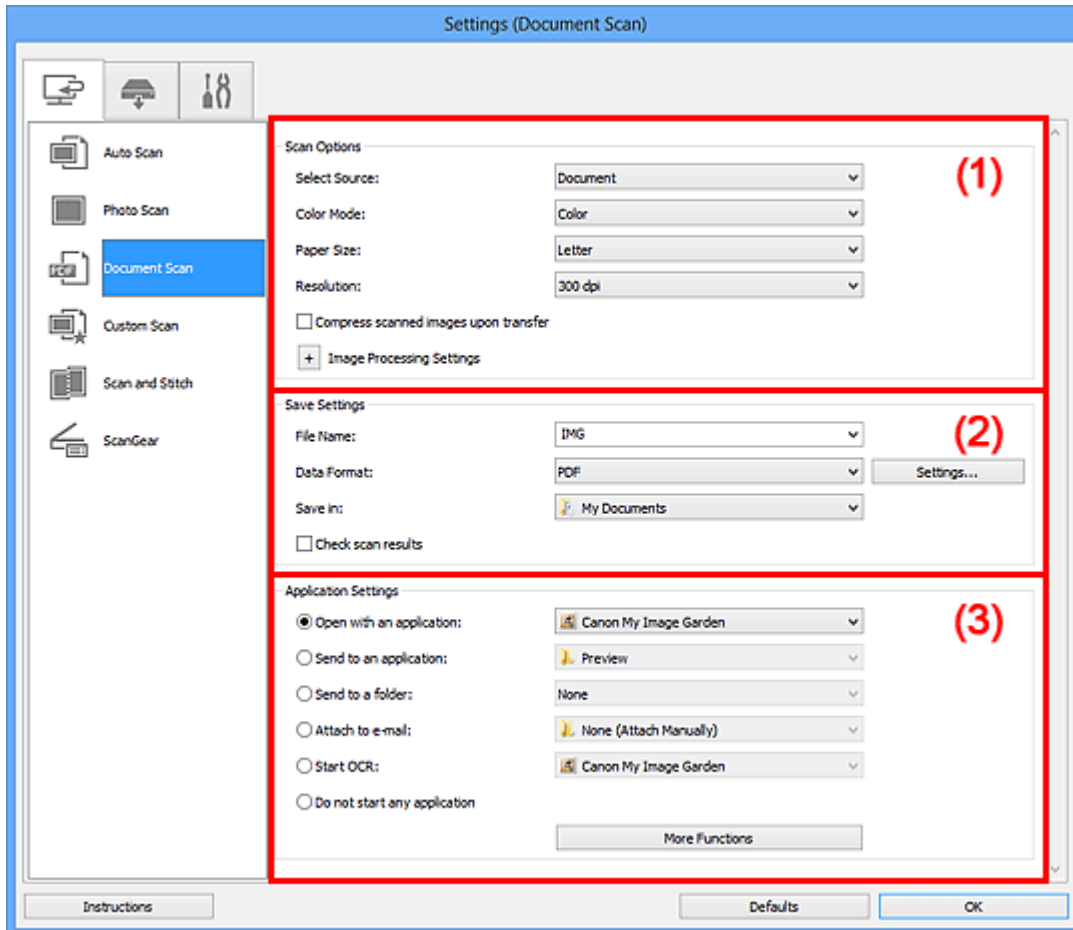 Settings (Document Scan)
Auto Scan
Photo Scan
PDF
Document Scan
Custom Scan
Scan and Stitch
ScanGear
Scan Options
(1)
Select Source: Document
Color Mode: Color
Paper Size: Letter
Resolution: 300 dpi
Compress scanned images upon transfer
+ Image Processing Settings
Save Settings
(2)
File Name: IMG
Data Format: PDF Settings...
Save in: My Documents
Check scan results
Application Settings
(3)
Open with an application: Canon My Image Garden
Send to an application: Preview
Send to a folder: None
Attach to e-mail: None (Attach Manually)
Start OCR: Canon My Image Garden
Do not start any application
More Functions
Instructions Defaults OK